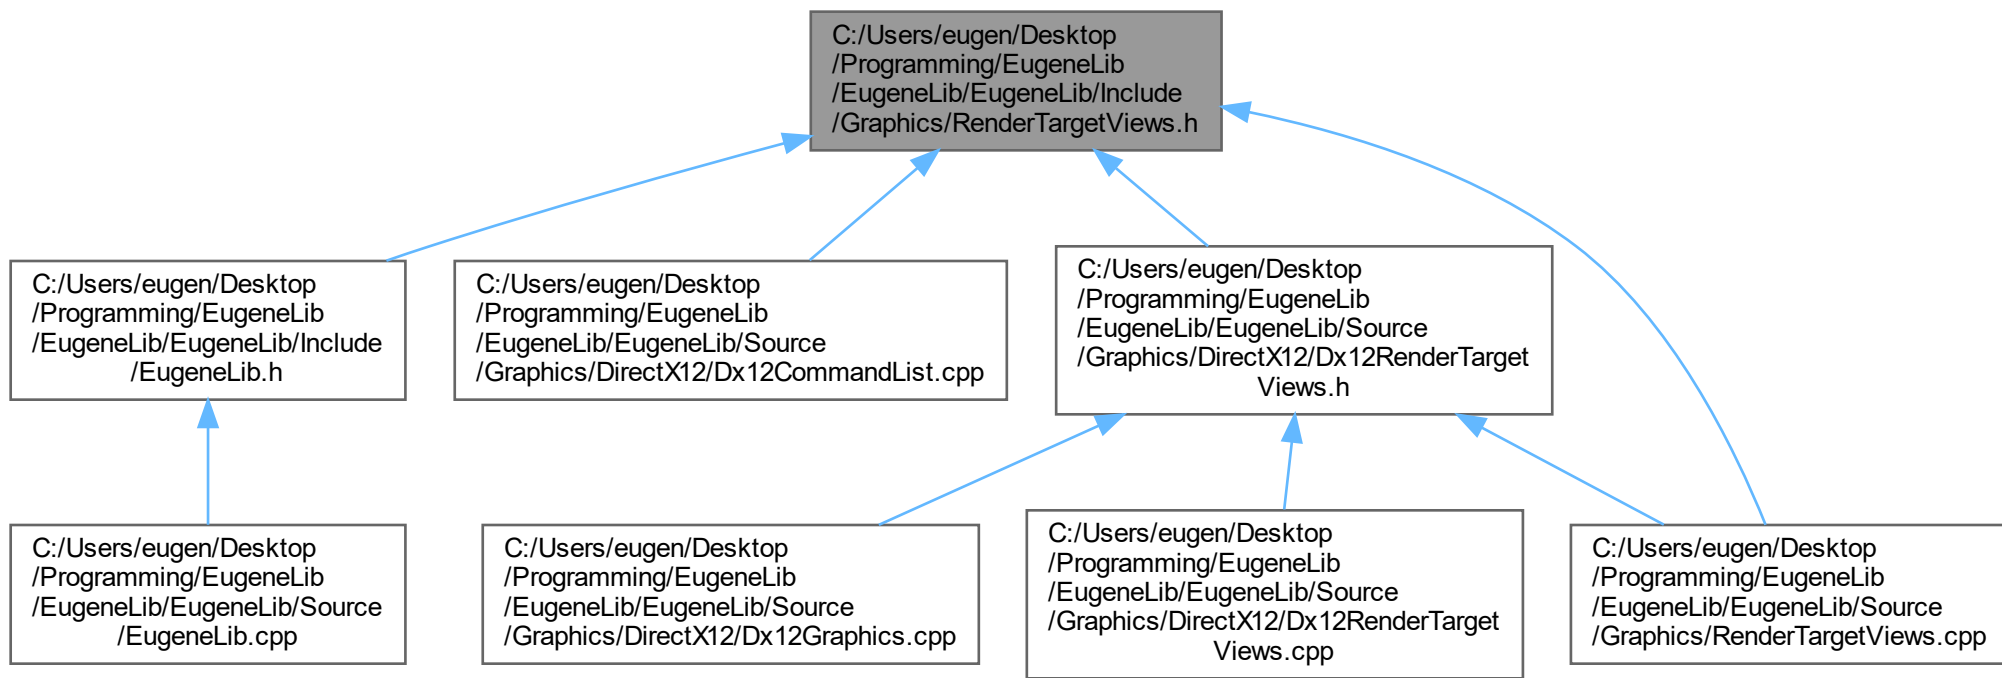 C:/Users/eugen/Desktop
/Programming/EugeneLib
/EugeneLib/EugeneLib/Include
/Graphics/RenderTargetViews.h
C:/Users/eugen/Desktop
/Programming/EugeneLib
/EugeneLib/EugeneLib/Include
/EugeneLib.h
C:/Users/eugen/Desktop
/Programming/EugeneLib
/EugeneLib/EugeneLib/Source
/Graphics/DirectX12/Dx12CommandList.cpp
C:/Users/eugen/Desktop
/Programming/EugeneLib
/EugeneLib/EugeneLib/Source
/Graphics/DirectX12/Dx12RenderTarget
Views.h
C:/Users/eugen/Desktop
/Programming/EugeneLib
/EugeneLib/EugeneLib/Source
/EugeneLib.cpp
C:/Users/eugen/Desktop
/Programming/EugeneLib
/EugeneLib/EugeneLib/Source
/Graphics/DirectX12/Dx12Graphics.cpp
C:/Users/eugen/Desktop
/Programming/EugeneLib
/EugeneLib/EugeneLib/Source
/Graphics/DirectX12/Dx12RenderTarget
Views.cpp
C:/Users/eugen/Desktop
/Programming/EugeneLib
/EugeneLib/EugeneLib/Source
/Graphics/RenderTargetViews.cpp